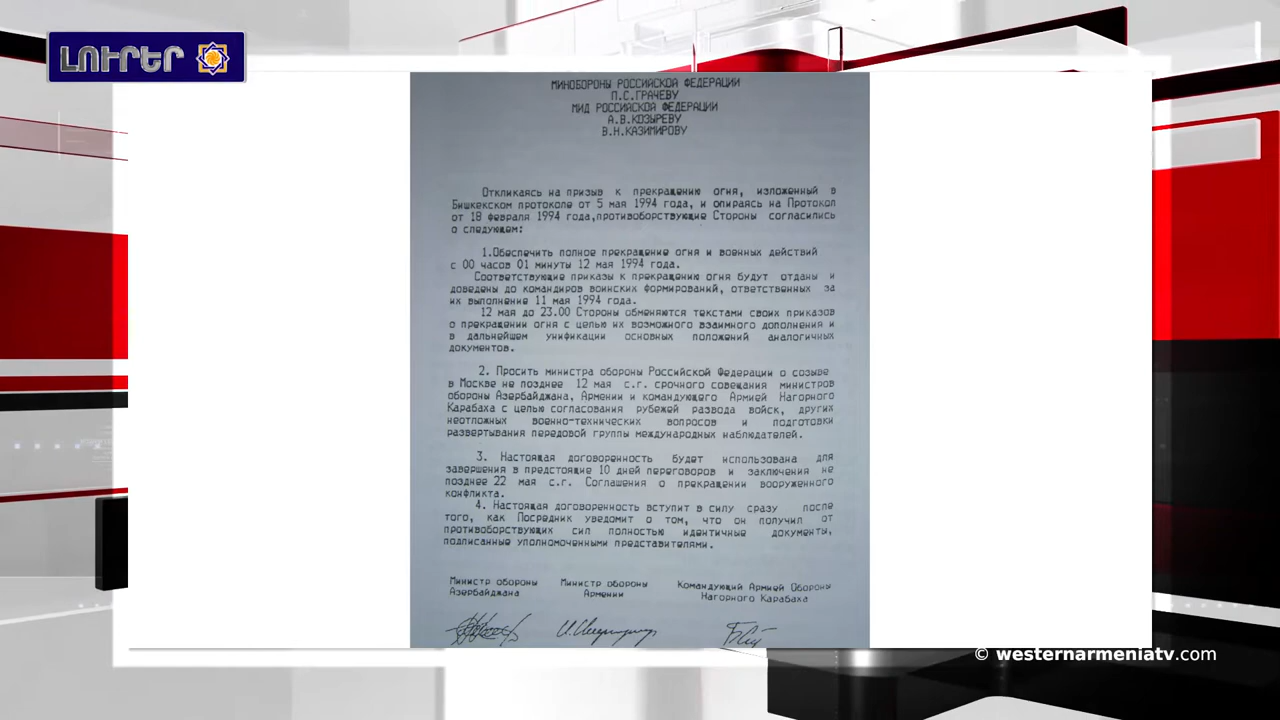 ԼՈՒՐԵՐ
МИНОБОРОНЫ РОССИЙСКОЙ ФЕДЕРАЦИИ
П.С.ГРАЧЕВУ
МИД РОССИЙСКОЙ ФЕДЕРАЦИИ
А.В.КОЗЫРЕВУ
В.Н.КАЗИМИРОВУ
Откликаясь на призыв к прекращению огня, изложенный в
Бишкекском протоколе от 5 мая 1994 года, и опираясь на Протокол
от 18 февраля 1994 года,противоборствующие Стороны согласились
о следующем:
1.Обеспечить полное прекращение огня и военных действий
с 00 часов 01 минуты 12 мая 1994 года.
Соответствующие приказы к прекращению огня будут отданы и
доведены до командиров воинских формирований, ответственных за
их выполнение 11 мая 1994 года.
12 мая до 23.00 Стороны обменяются текстами своих приказов
о прекращении огня с целью их возможного взаимного дополнения и
в дальнейшем унификации основных положений аналогичных
документов.
2. Просить министра обороны Российской Федерации о созыве
в Москве не позднее 12 мая с.г. срочного совещания министров
обороны Азербайджана, Армении и командующего Армией Нагорного
Карабаха с целью согласования рубежей развода войск, других
неотложных военно-технических вопросов и подготовки
развертывания передовой группы международных наблюдателей.
3. Настоящая договоренность будет использована для
завершения в предстоящие 10 дней переговоров и заключения не
позднее 22 мая с.г. Соглашения о прекращении вооруженного
конфликта.
4. Настоящая договоренность вступит в силу сразу после
того, как Посредник уведомит о том, что он получил от
противоборствующих сил полностью идентичные документы,
подписанные уполномоченными представителями.
Министр обороны Министр обороны Командующий Армией Обороны
Азербайджана Армении Нагорного Карабаха
© westernarmeniatv.com